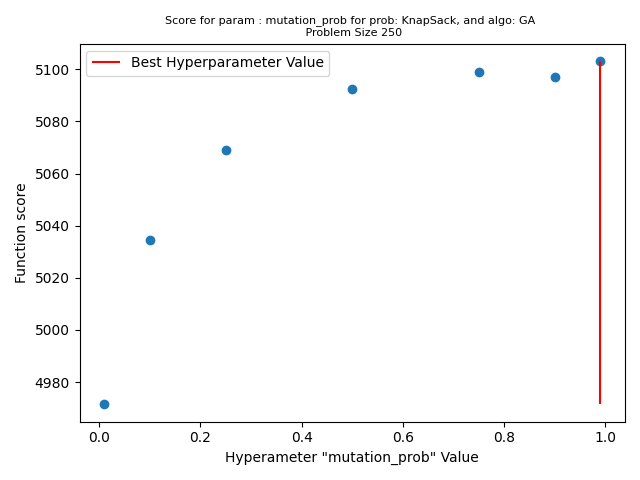 Score for param : mutation_prob for prob: KnapSack, and algo: GA
Problem Size 250
Best Hyperparameter Value
Function score
5100
5080
5060
5040
5020
5000
4980
0.0 0.2 0.4 0.6 0.8 1.0
Hyperameter "mutation_prob" Value